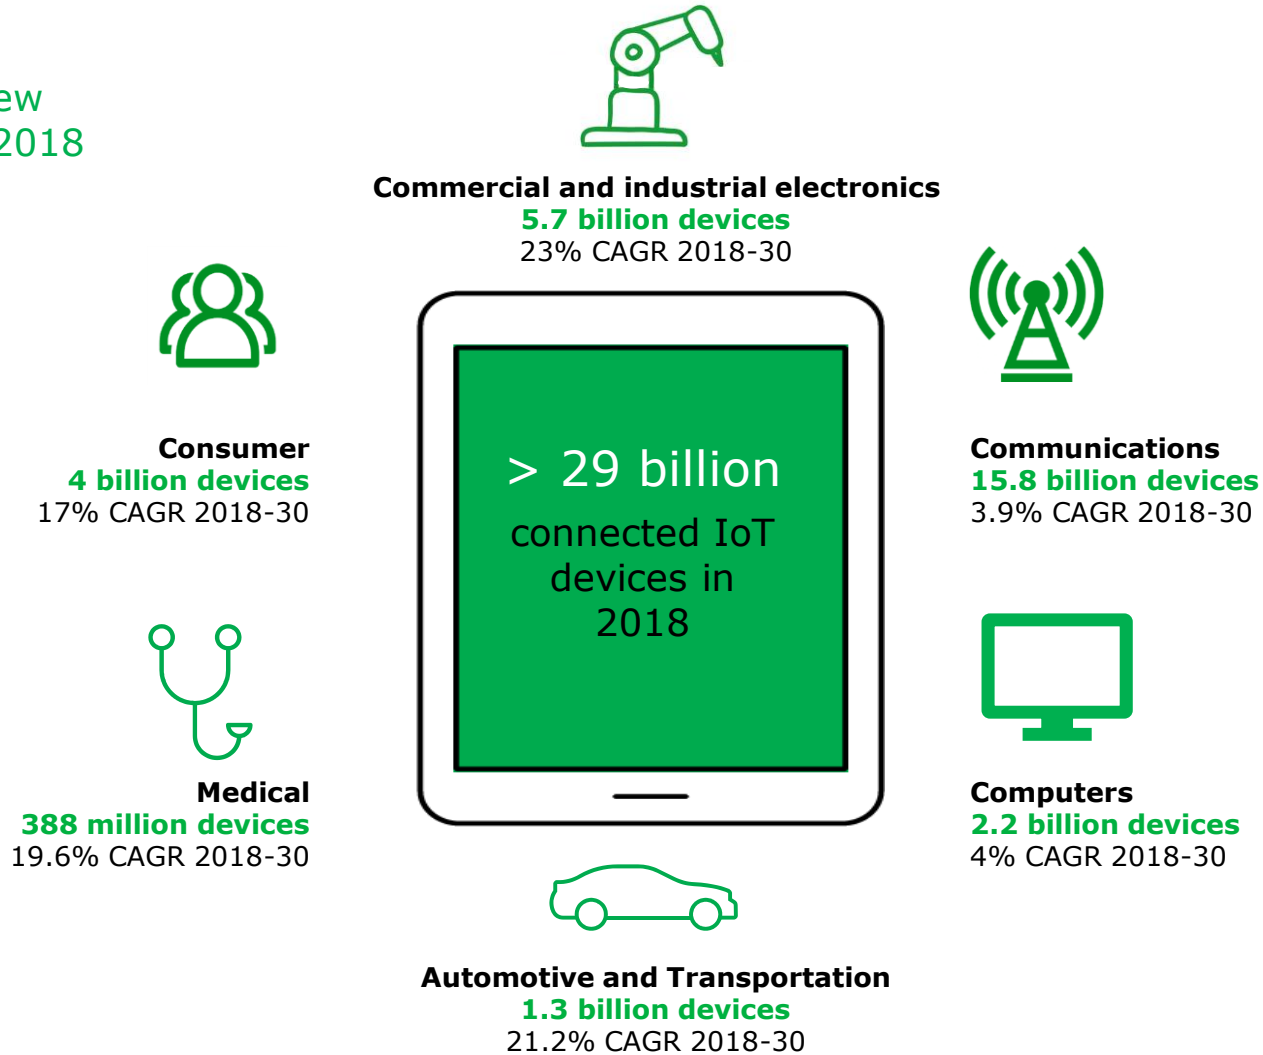 2018
Commercial and industrial electronics
5.7 billion devices
23% CAGR 2018-30
Consumer
4 billion devices
17% CAGR 2018-30
> 29 billion
connected IoT
devices in
2018
Communications
15.8 billion devices
3.9% CAGR 2018-30
Medical
388 million devices
19.6% CAGR 2018-30
Computers
2.2 billion devices
4% CAGR 2018-30
Automotive and Transportation
1.3 billion devices
21.2% CAGR 2018-30